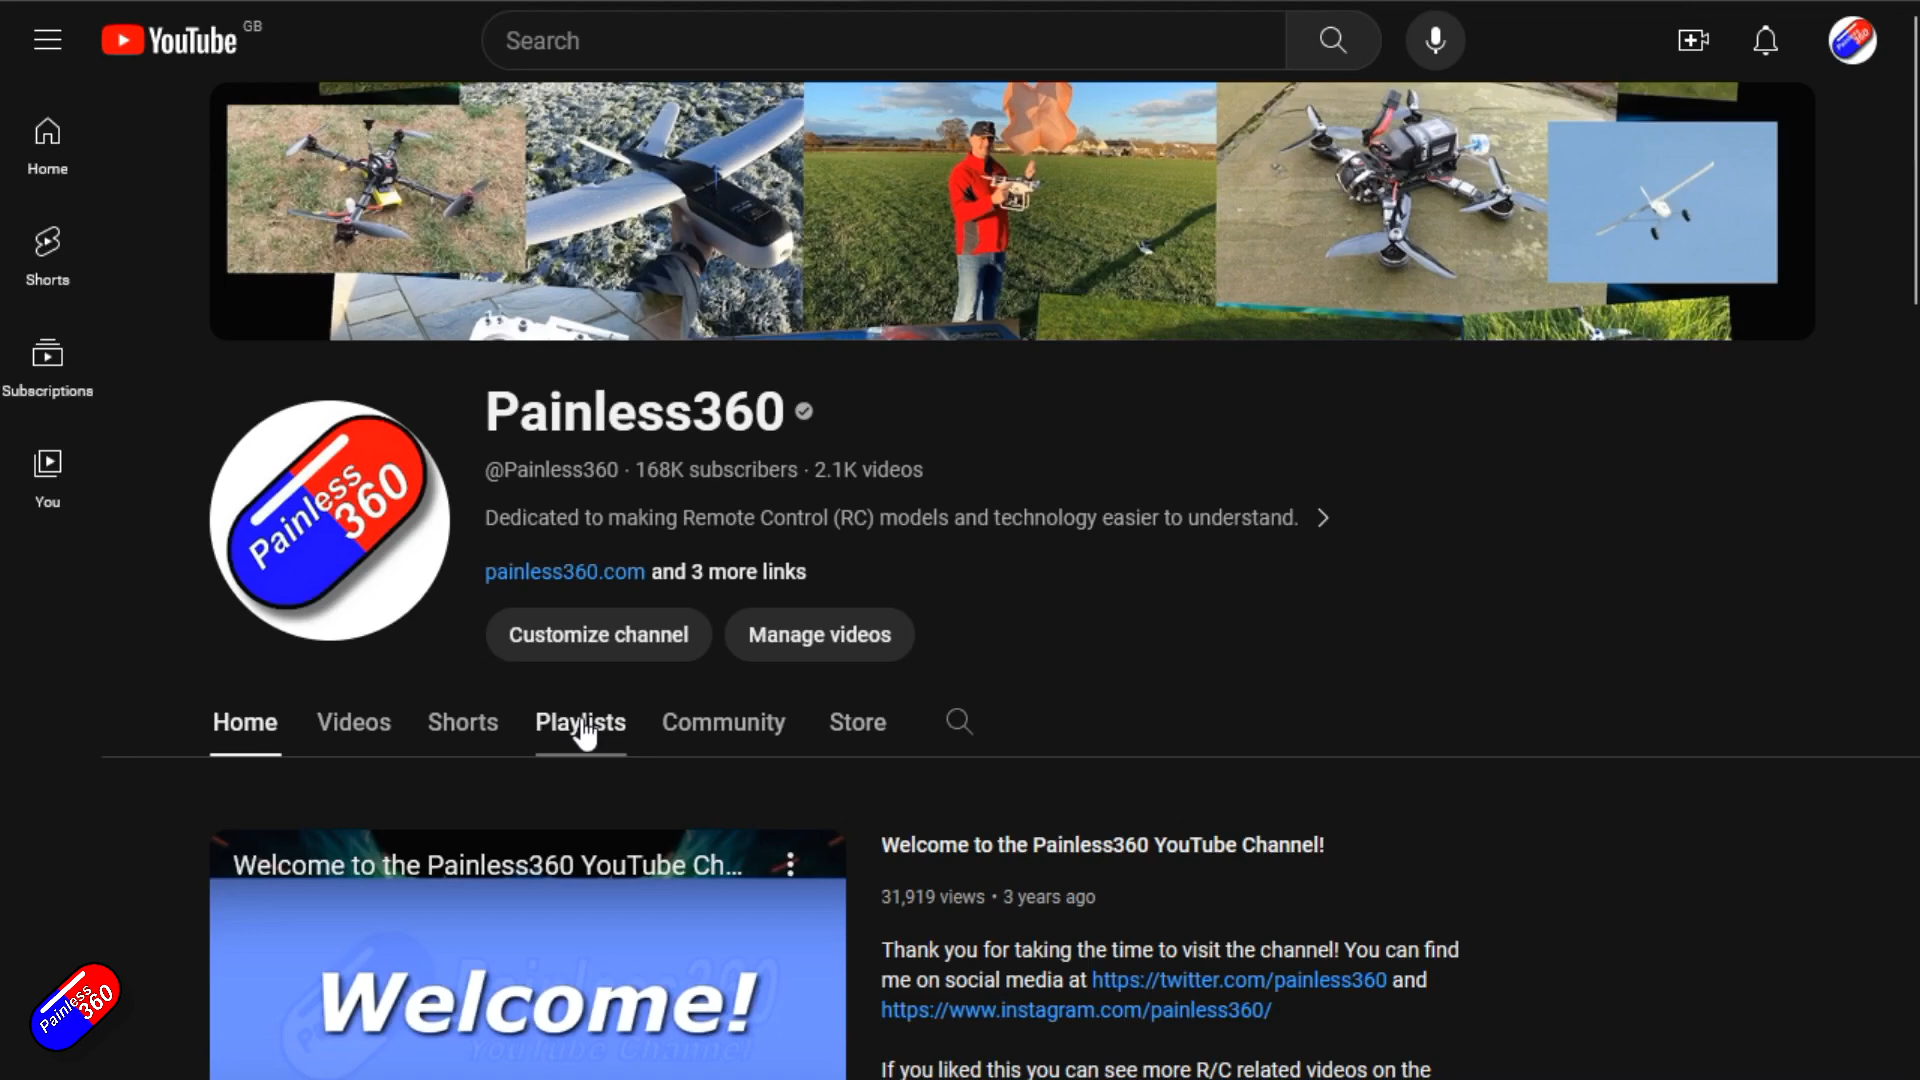 YouTube GB
Search
Home
Shorts
Subscriptions
You
Painless360
Painless
360
@Painless360 · 168K subscribers · 2.1K videos
Dedicated to making Remote Control (RC) models and technology easier to understand.
painless360.com and 3 more links
Customize channel Manage videos
Home Videos Shorts Playlists Community Store
Welcome to the Painless360 YouTube Ch...
Welcome!
YouTube Channel!
Welcome to the Painless360 YouTube Channel!
31,919 views • 3 years ago
Thank you for taking the time to visit the channel! You can find
me on social media at https://twitter.com/painless360 and
https://www.instagram.com/painless360/
If you liked this you can see more R/C related videos on the
Painless
360